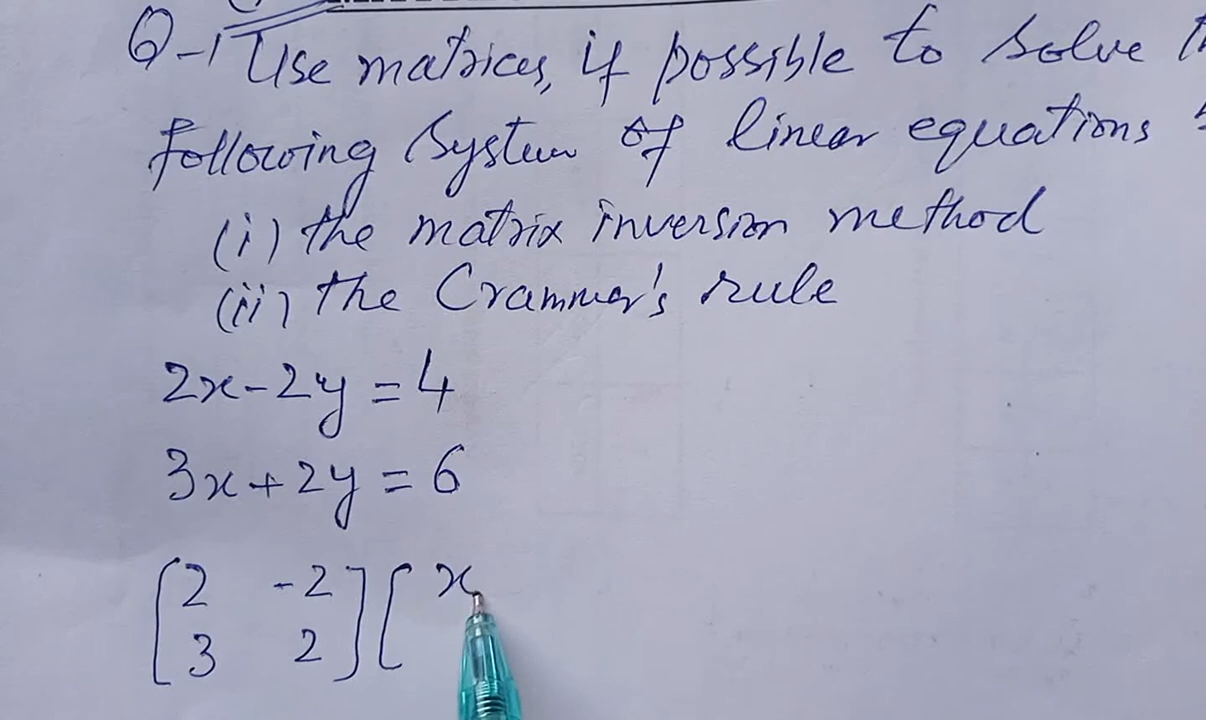 Q-1 Use matrices, if possible to solve
following System of linear equations
(i) the matrix inversion method
(ii) the Crammer's rule
2x-2y = 4
3x+2y = 6
[2 -2] [x
3 2